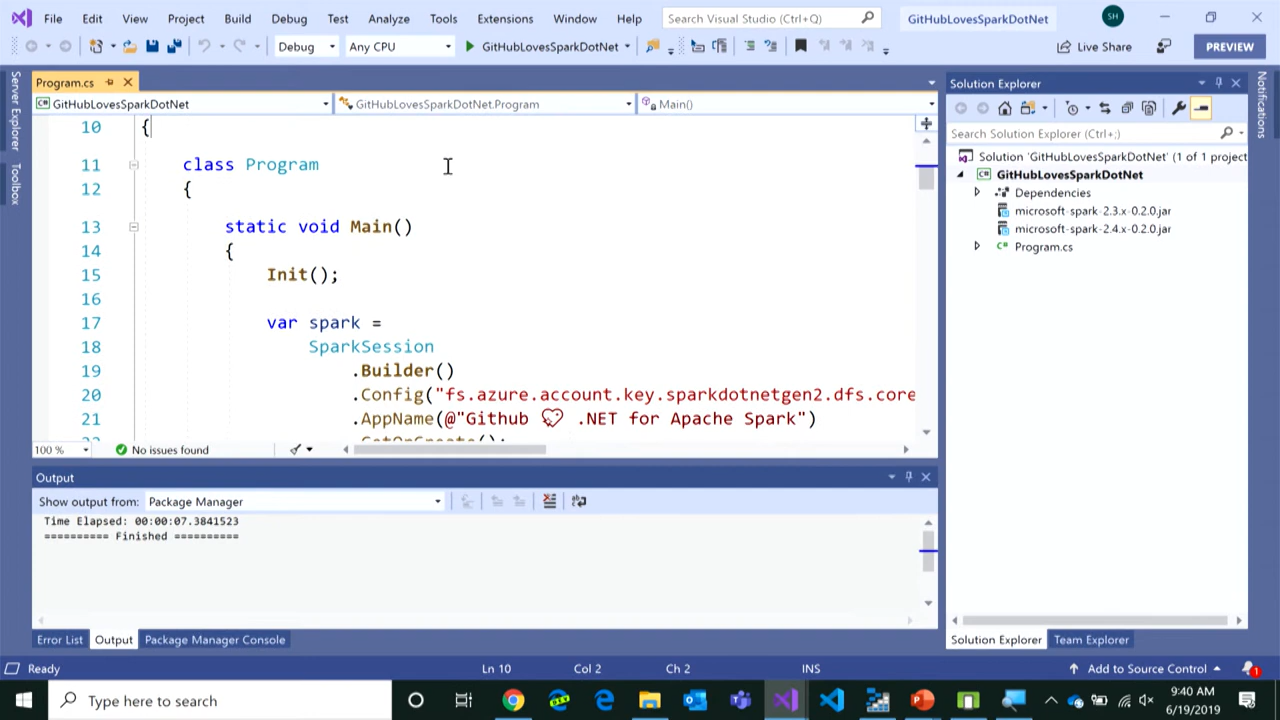 File Edit View Project Build Debug Test Analyze Tools Extensions Window Help Search Visual Studio (Ctrl+Q) GitHubLovesSparkDotNet SH
Debug Any CPU GitHubLovesSparkDotNet Live Share PREVIEW
Server Explorer
Toolbox
Program.cs
GitHubLovesSparkDotNet GitHubLovesSparkDotNet.Program Main()
10 {
11 class Program
12 {
13 static void Main()
14 {
15 Init();
16
17 var spark =
18 SparkSession
19 .Builder()
20 .Config("fs.azure.account.key.sparkdotnetgen2.dfs.core
21 .AppName(@"Github .NET for Apache Spark")
22 .GetOrCreate();
100 % No issues found
Output
Show output from: Package Manager
Time Elapsed: 00:00:07.3841523
========== Finished ==========
Error List Output Package Manager Console
Solution Explorer
Search Solution Explorer (Ctrl+;)
Solution 'GitHubLovesSparkDotNet' (1 of 1 project
GitHubLovesSparkDotNet
Dependencies
microsoft-spark-2.3.x-0.2.0.jar
microsoft-spark-2.4.x-0.2.0.jar
C# Program.cs
Solution Explorer Team Explorer
Notifications
Ready Ln 10 Col 2 Ch 2 INS Add to Source Control 1
Type here to search
9:40 AM
6/19/2019